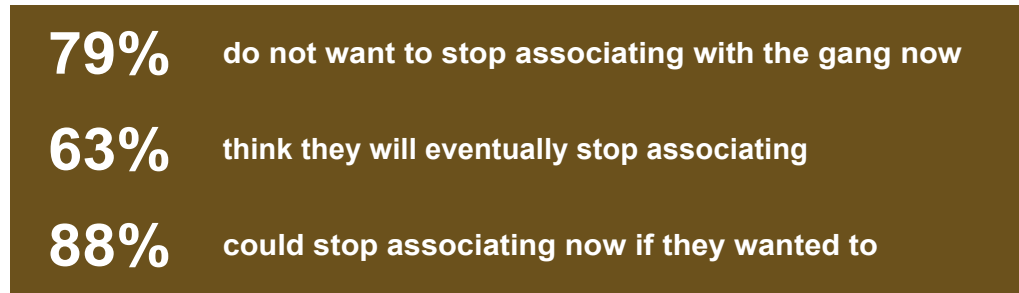 79% do not want to stop associating with the gang now
63% think they will eventually stop associating
88% could stop associating now if they wanted to